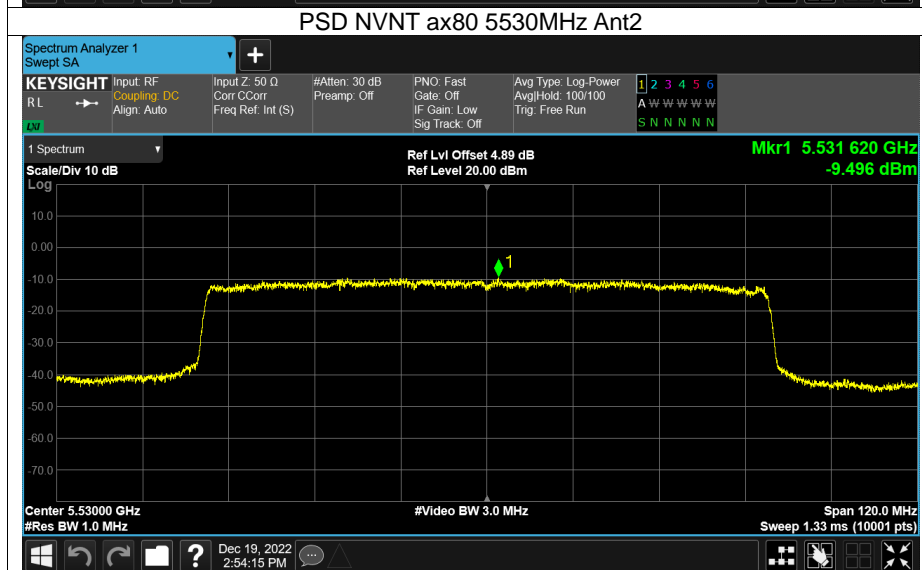 PSD NVNT ax80 5530MHz Ant2
Spectrum Analyzer 1
Swept SA
+
KEYSIGHT Input: RF Input Z: 50 Ω #Atten: 30 dB PNO: Fast Avg Type: Log-Power 1 2 3 4 5 6
RL Coupling: DC Corr CCorr Preamp: Off Gate: Off Avg|Hold: 100/100 A W W W W W
Align: Auto Freq Ref: Int (S) IF Gain: Low Trig: Free Run
LXI Sig Track: Off S N N N N N
1 Spectrum Ref Lvl Offset 4.89 dB Mkr1 5.531 620 GHz
Scale/Div 10 dB Ref Level 20.00 dBm -9.496 dBm
Log
10.0
0.00
1
-10.0
-20.0
-30.0
-40.0
-50.0
-60.0
-70.0
Center 5.53000 GHz #Video BW 3.0 MHz Span 120.0 MHz
#Res BW 1.0 MHz Sweep 1.33 ms (10001 pts)
? Dec 19, 2022
2:54:15 PM